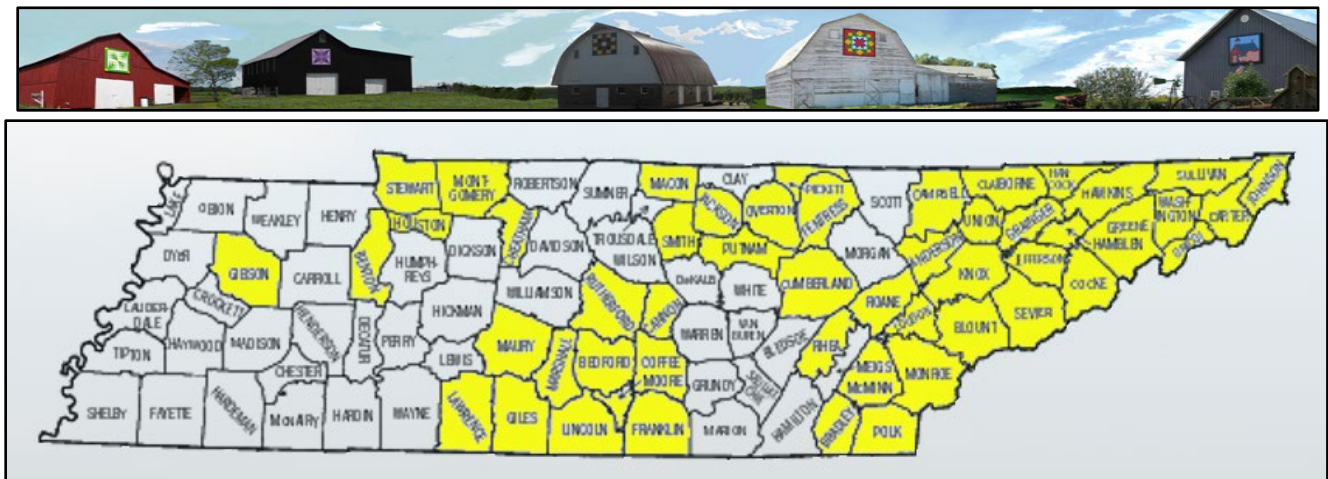 STEWART
MONT-
GOMERY
ROBERTSON
SUMNER
MACON
CLAY
PICKETT
SCOTT
CAMPBELL
CLAIBORNE
HAN
COCK
HAWKINS
SULLIVAN
JOHNSON
LAKE
OBION
WEAKLEY
HENRY
HOUSTON
CHEATHAM
TROUSDALE
JACKSON
OVERTON
FENTRESS
UNION
GRAINGER
GREENE
HAMBLEN
WASH-
INGTON
CARTER
UNICOI
DYER
GIBSON
CARROLL
BENTON
HUMPH-
REYS
DICKSON
DAVIDSON
WILSON
SMITH
PUTNAM
MORGAN
ANDERSON
KNOX
JEFFERSON
COCKE
LAUDER-
DALE
CROCKETT
HICKMAN
WILLIAMSON
RUTHERFORD
CANNON
DeKALB
WHITE
CUMBERLAND
ROANE
LOUDON
BLOUNT
SEVIER
TIPTON
HAYWOOD
MADISON
HENDERSON
DECATUR
PERRY
LEWIS
MAURY
MARSHALL
BEDFORD
COFFEE
MOORE
WARREN
VAN
BUREN
BLEDSOE
RHEA
MEIGS
McMINN
MONROE
SHELBY
FAYETTE
HARDEMAN
CHESTER
McNAIRY
HARDIN
WAYNE
LAWRENCE
GILES
LINCOLN
FRANKLIN
GRUNDY
MARION
HAMILTON
BRADLEY
POLK